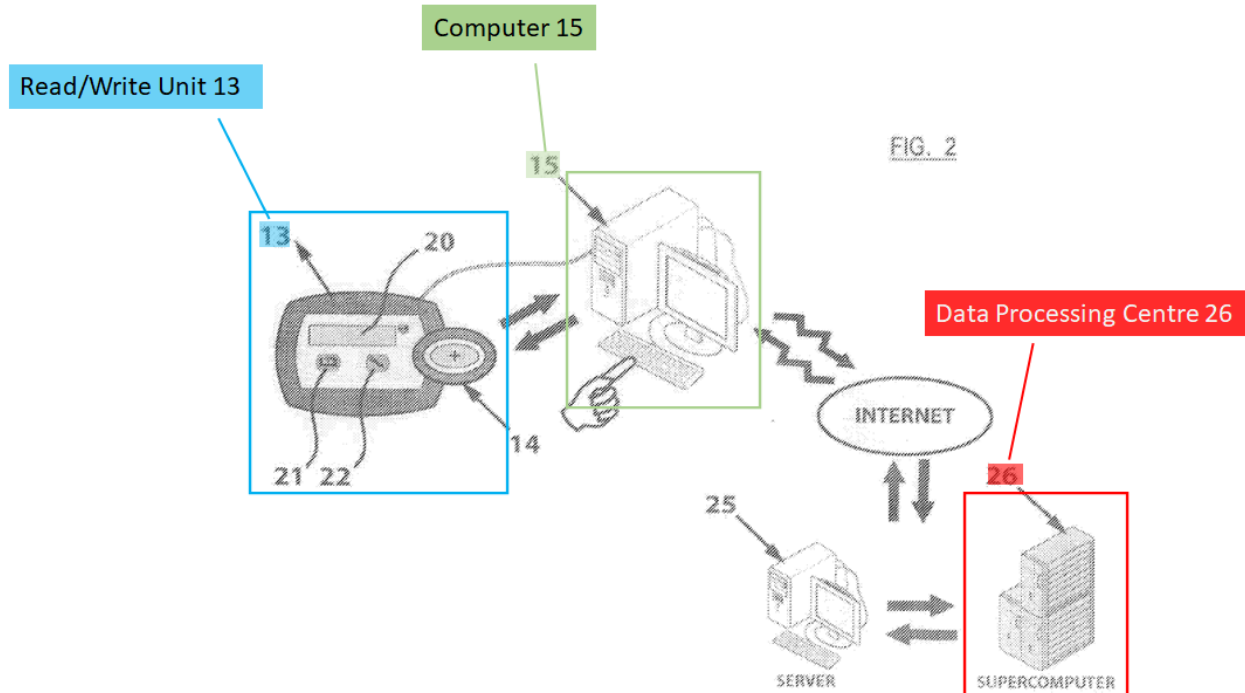 Computer 15
Read/Write Unit 13
FIG. 2
15
13
20
Data Processing Centre 26
INTERNET
14
21 22
26
25
SERVER
SUPERCOMPUTER